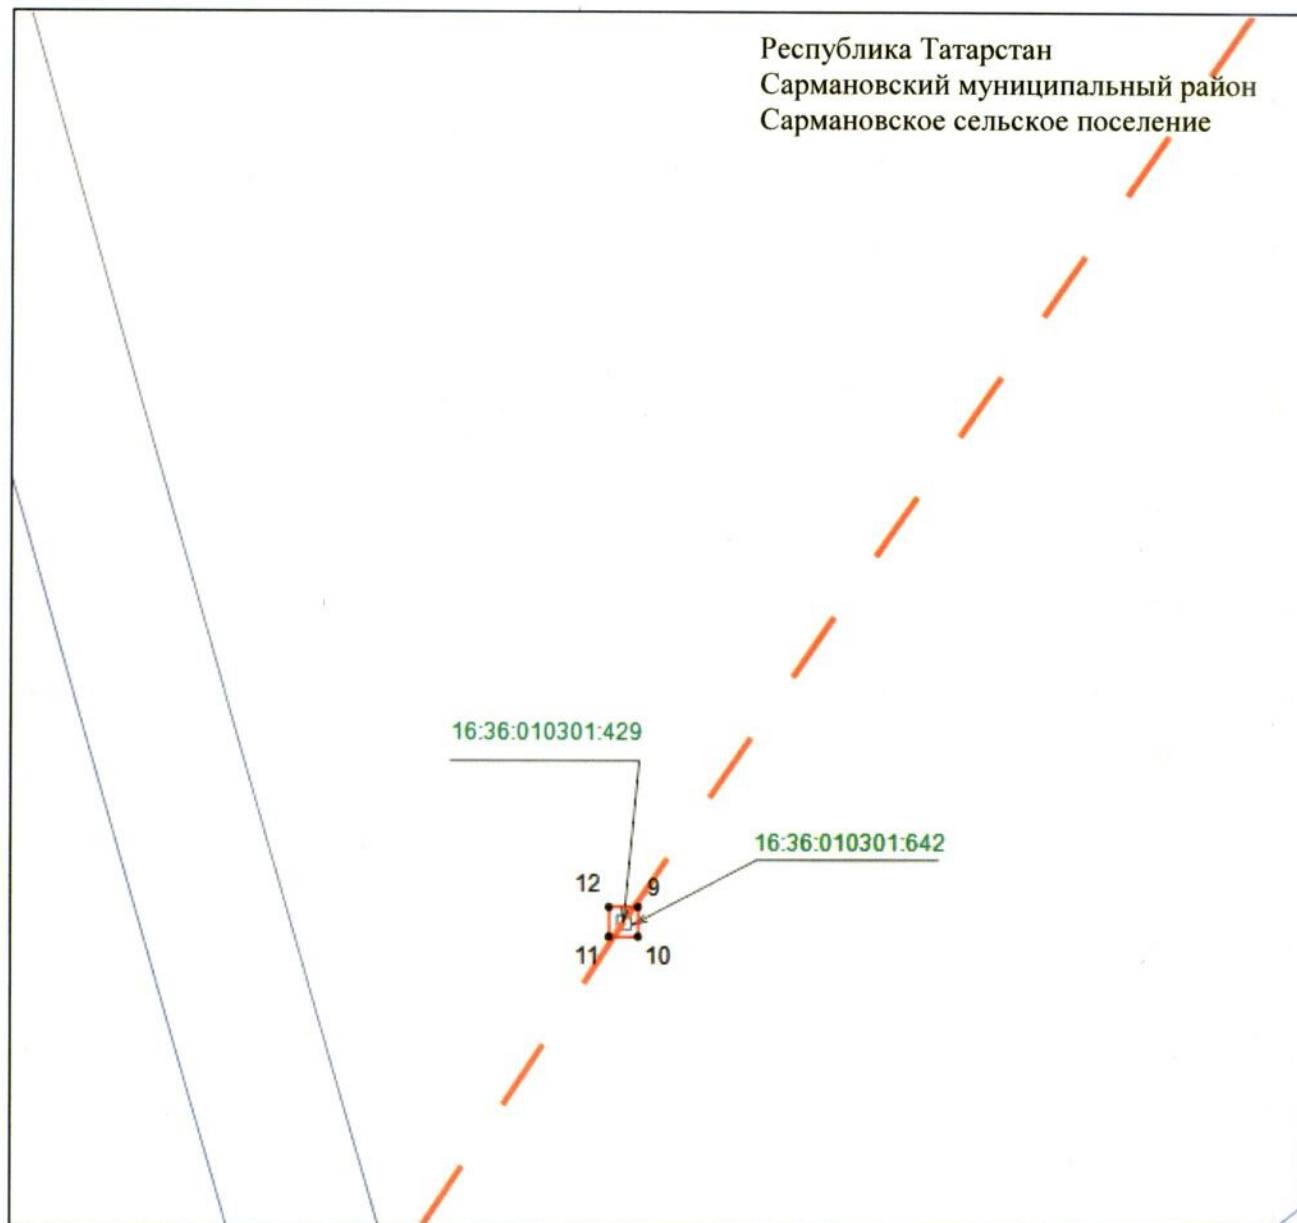 Республика Татарстан
Сармановский муниципальный район
Сармановское сельское поселение
16:36:010301:429
16:36:010301:642
12 9
11 10